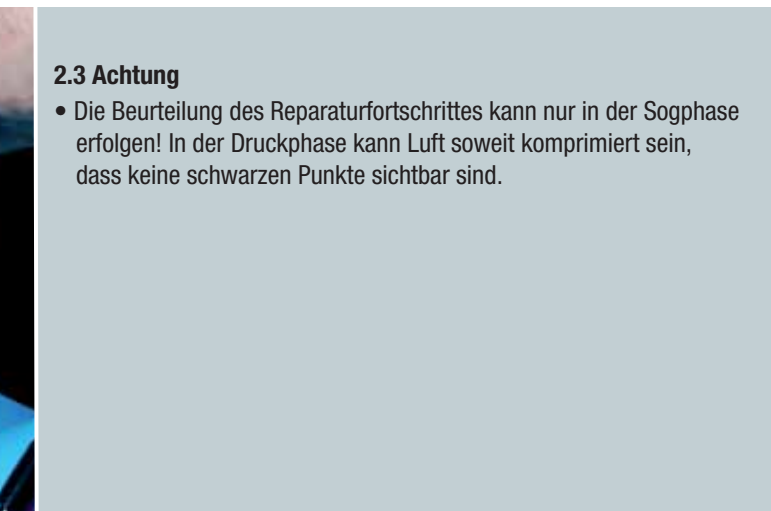 2.3 Achtung
• Die Beurteilung des Reparaturfortschrittes kann nur in der Sogphase
erfolgen! In der Druckphase kann Luft soweit komprimiert sein,
dass keine schwarzen Punkte sichtbar sind.